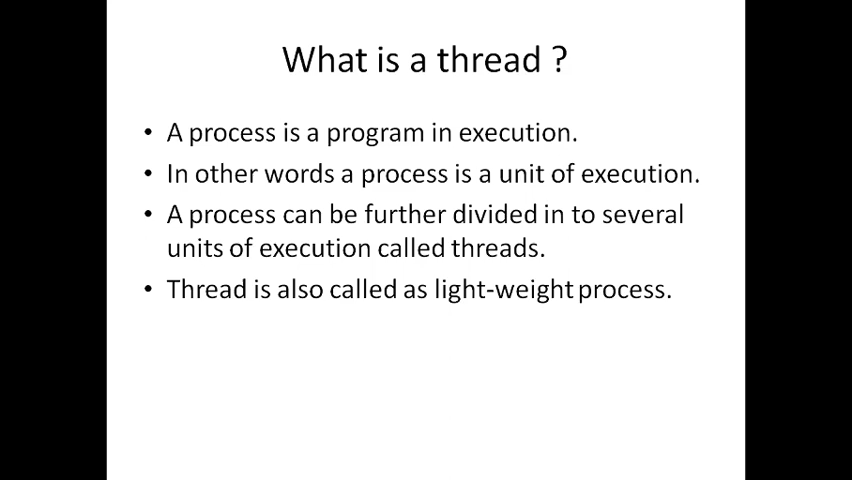 What is a thread ?
• A process is a program in execution.
• In other words a process is a unit of execution.
• A process can be further divided in to several
units of execution called threads.
• Thread is also called as light-weight process.